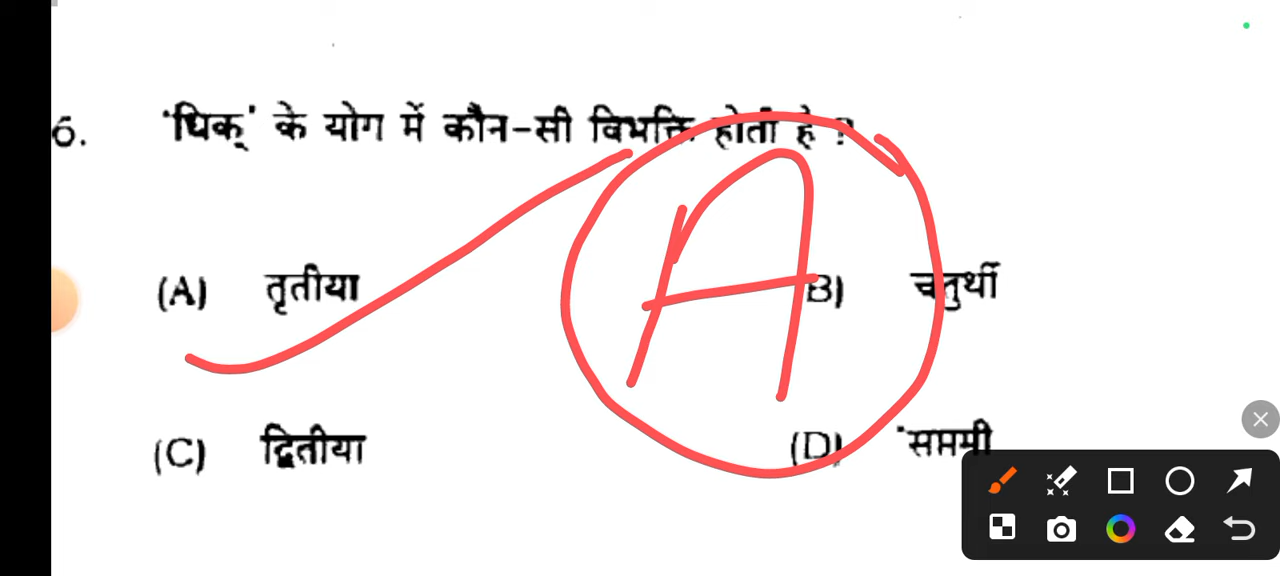 6. 'धिक्' के योग में कौन-सी विभक्ति होती है ?
A
(A) तृतीया B) चतुर्थी
(C) द्वितीया (D) सप्तमी